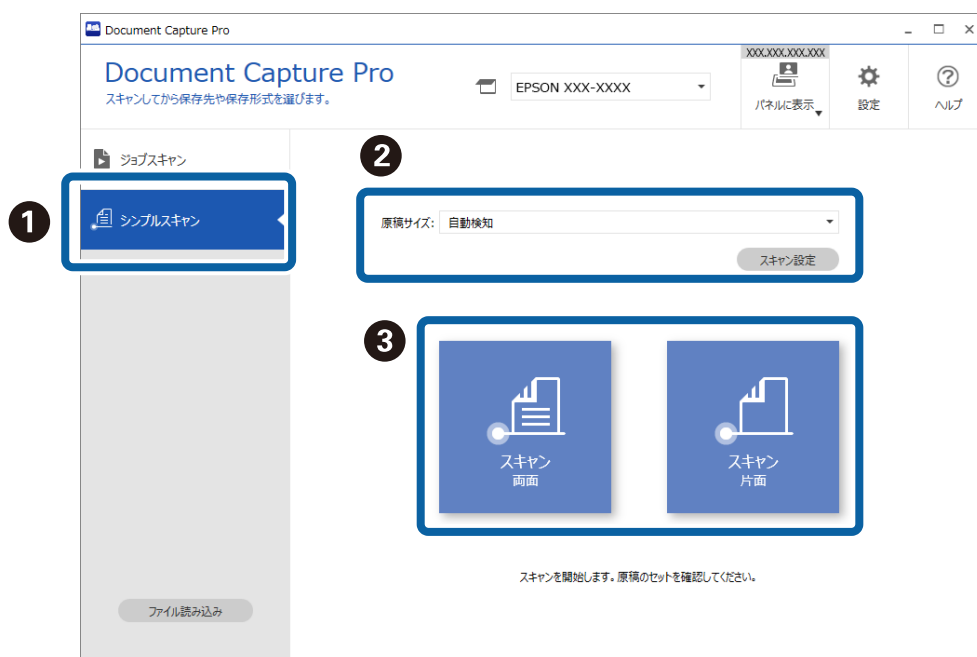 Document Capture Pro
Document Capture Pro
スキャンしてから保存先や保存形式を選びます。
EPSON XXX-XXXX
XXX.XXX.XXX.XXX
パネルに表示
設定
ヘルプ
ジョブスキャン
1
シンプルスキャン
2
原稿サイズ: 自動検知
スキャン設定
3
スキャン
両面
スキャン
片面
スキャンを開始します。原稿のセットを確認してください。
ファイル読み込み